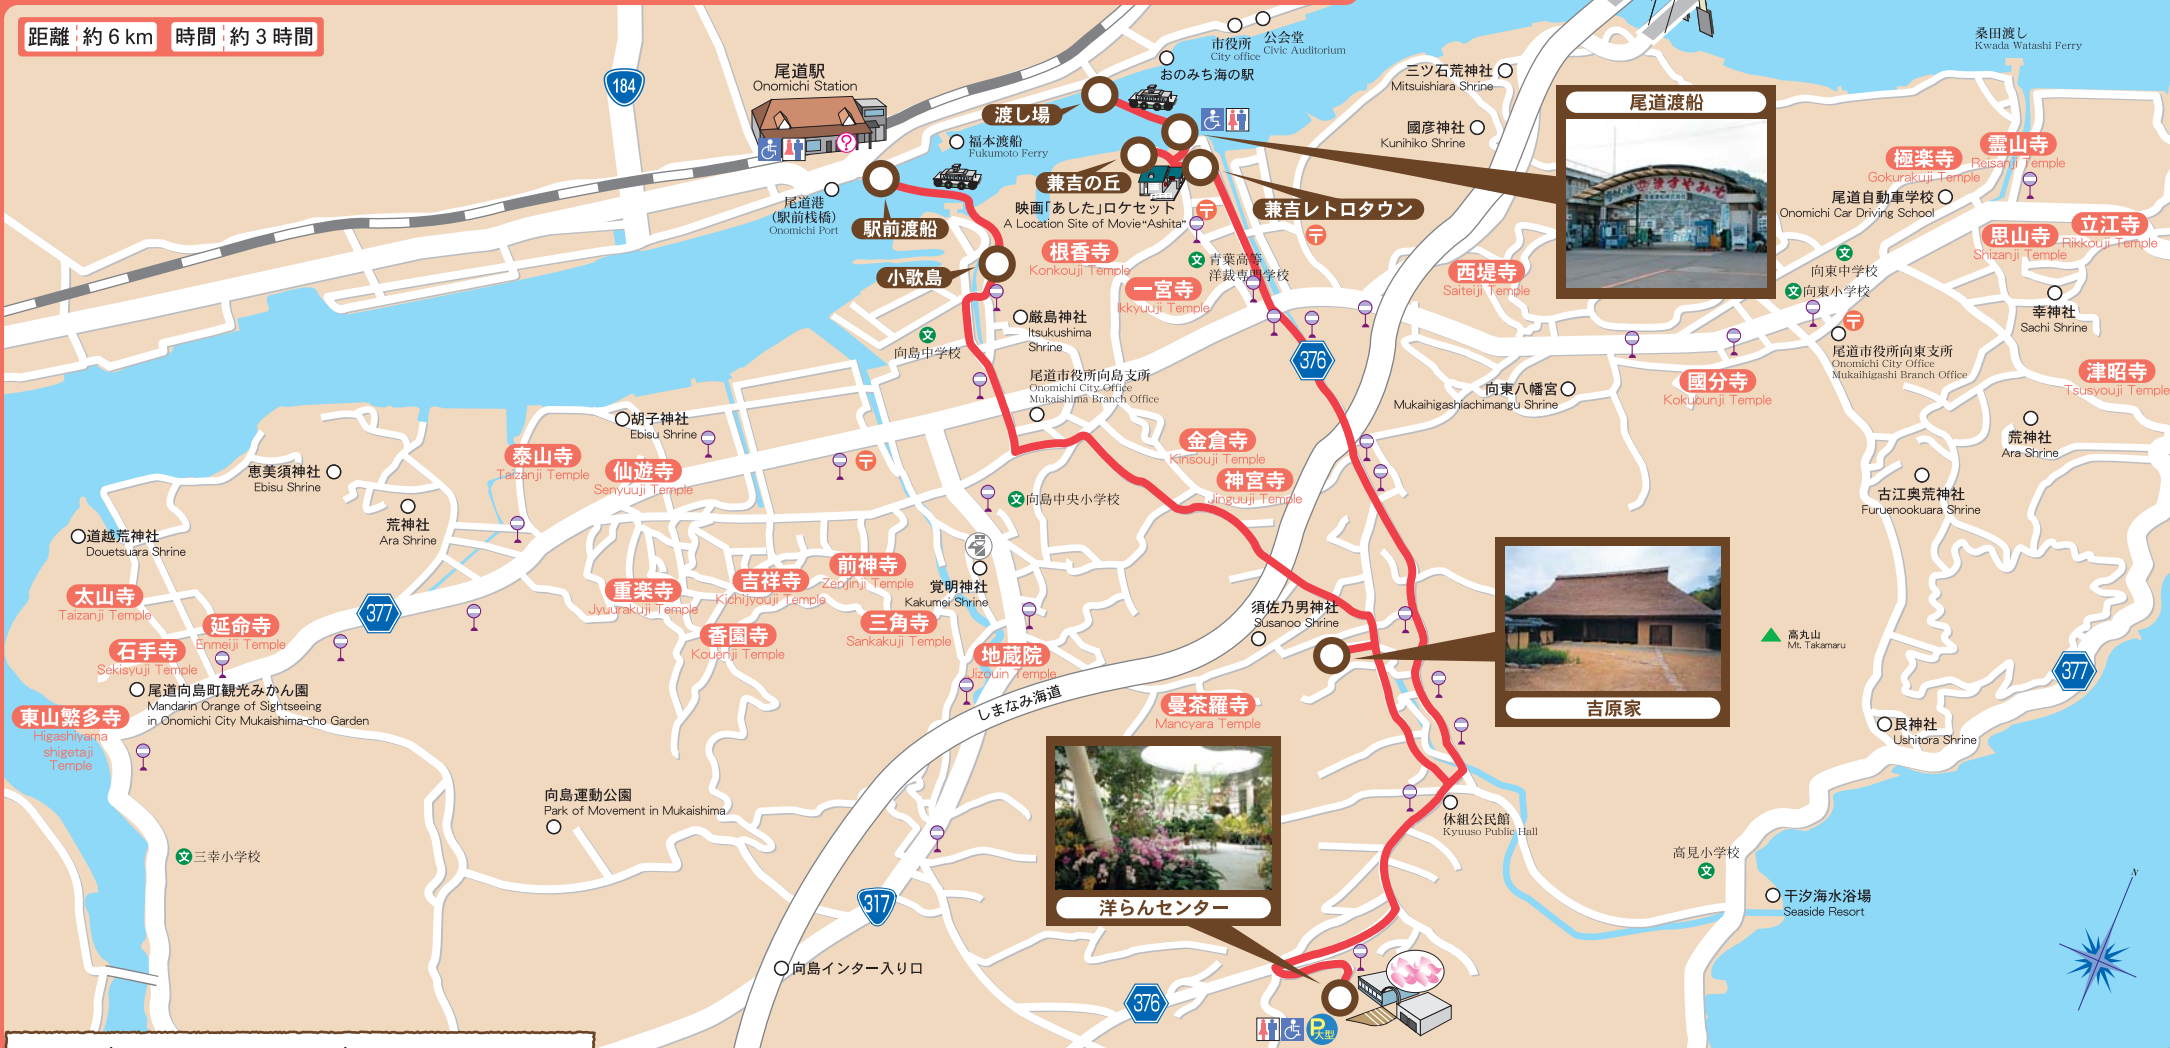 距離 約6km 時間 約3時間
184
尾道駅
Onomichi Station
市役所
City office
公会堂
Civic Auditorium
おのみち海の駅
渡し場
福本渡船
Fukumoto Ferry
尾道港
(駅前桟橋)
Onomichi Port
駅前渡船
小歌島
兼吉の丘
映画「あした」ロケセット
A Location Site of Movie"Ashita"
兼吉レトロタウン
三ツ石荒神社
Mitsuishiara Shrine
國彦神社
Kunihiko Shrine
尾道渡船
ますやみそ
桑田渡し
Kwada Watashi Ferry
霊山寺
Reisanji Temple
極楽寺
Gokurakuji Temple
尾道自動車学校
Onomichi Car Driving School
立江寺
Rikkouji Temple
思山寺
Shizanji Temple
文
向東中学校
文
向東小学校
幸神社
Sachi Shrine
尾道市役所向東支所
Onomichi City Office
Mukaihigashi Branch Office
津昭寺
Tsusyouji Temple
荒神社
Ara Shrine
古江奥荒神社
Furuenookuara Shrine
根香寺
Konkouji Temple
一宮寺
Ikkyuuji Temple
文
青葉高等
洋裁専門学校
西堤寺
Saiteiji Temple
376
國分寺
Kokubunji Temple
向東八幡宮
Mukaihigashiachimangu Shrine
厳島神社
Itsukushima
Shrine
文
向島中学校
尾道市役所向島支所
Onomichi City Office
Mukaishima Branch Office
金倉寺
Kinsouji Temple
神宮寺
Jinguuji Temple
文
向島中央小学校
胡子神社
Ebisu Shrine
泰山寺
Taizanji Temple
仙遊寺
Senyuuji Temple
恵美須神社
Ebisu Shrine
荒神社
Ara Shrine
道越荒神社
Douetsuara Shrine
太山寺
Taizanji Temple
延命寺
Enmeiji Temple
石手寺
Sekisyuji Temple
377
尾道向島町観光みかん園
Mandarin Orange of Sightseeing
in Onomichi City Mukaishima-cho Garden
東山繁多寺
Higashiyama
shigetaji
Temple
重楽寺
Jyuurakuji Temple
吉祥寺
Kichijyouji Temple
前神寺
Zenjinji Temple
香園寺
Kouenji Temple
三角寺
Sankakuji Temple
覚明神社
Kakumei Shrine
地蔵院
Jizouin Temple
しまなみ海道
須佐乃男神社
Susanoo Shrine
吉原家
高丸山
Mt. Takamaru
377
艮神社
Ushitora Shrine
曼茶羅寺
Mancyara Temple
洋らんセンター
向島運動公園
Park of Movement in Mukaishima
文
三幸小学校
317
向島インター入り口
休組公民館
Kyuuso Public Hall
高見小学校
文
干汐海水浴場
Seaside Resort
376
P
大型
N